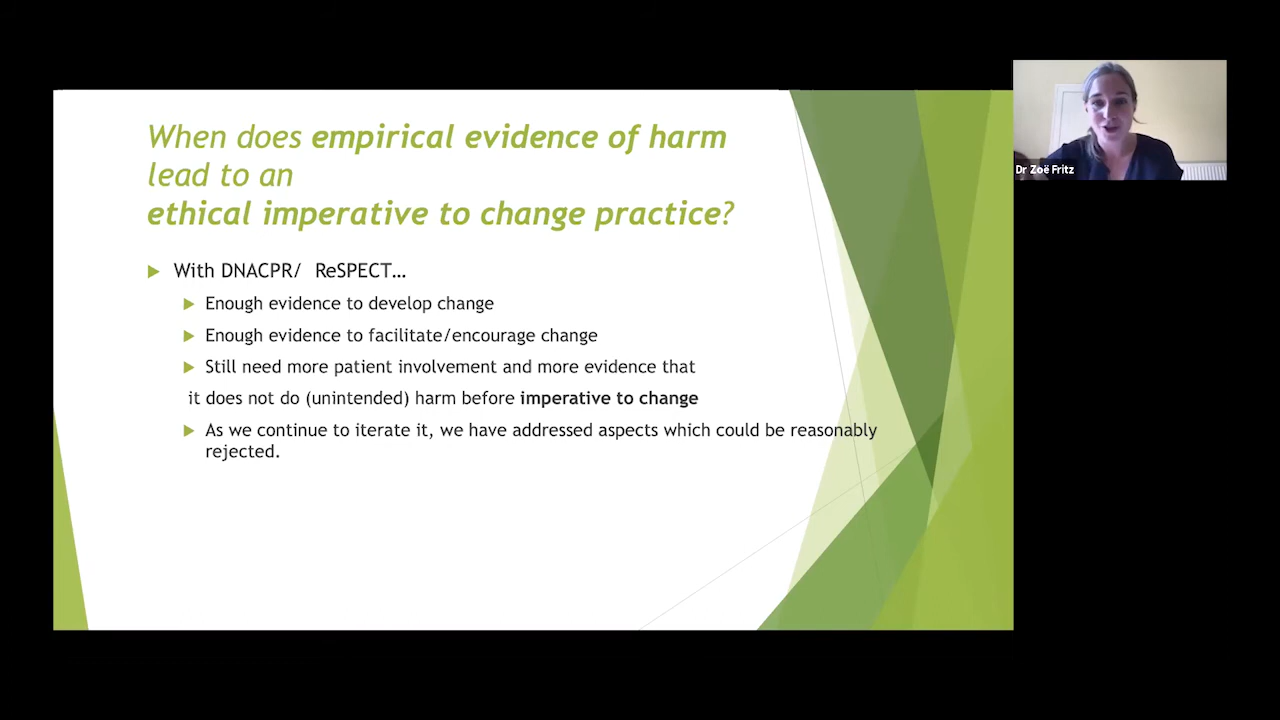 When does empirical evidence of harm
lead to an
ethical imperative to change practice?
With DNACPR/ ReSPECT…
Enough evidence to develop change
Enough evidence to facilitate/encourage change
Still need more patient involvement and more evidence that
it does not do (unintended) harm before imperative to change
As we continue to iterate it, we have addressed aspects which could be reasonably
rejected.
Dr Zoë Fritz